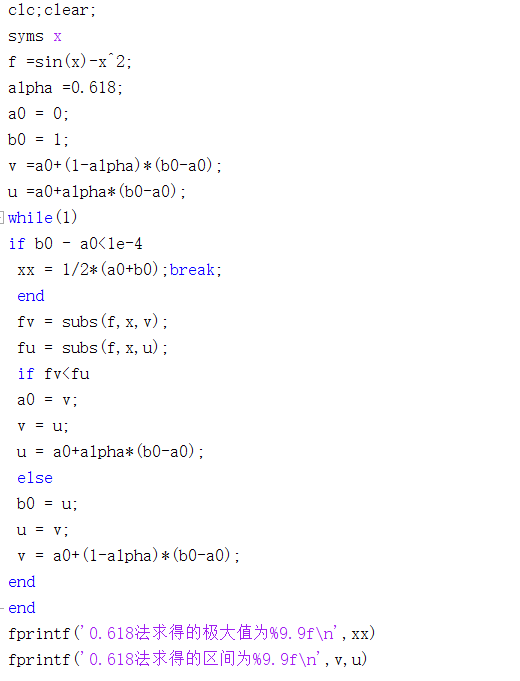 clc;clear;
syms x
f =sin(x)-x^2;
alpha =0.618;
a0 = 0;
b0 = 1;
v =a0+(1-alpha)*(b0-a0);
u =a0+alpha*(b0-a0);
while(1)
if b0 - a0<1e-4
xx = 1/2*(a0+b0);break;
end
fv = subs(f,x,v);
fu = subs(f,x,u);
if fv<fu
a0 = v;
v = u;
u = a0+alpha*(b0-a0);
else
b0 = u;
u = v;
v = a0+(1-alpha)*(b0-a0);
end
end
fprintf('0.618法求得的极大值为%9.9f\n',xx)
fprintf('0.618法求得的区间为%9.9f\n',v,u)